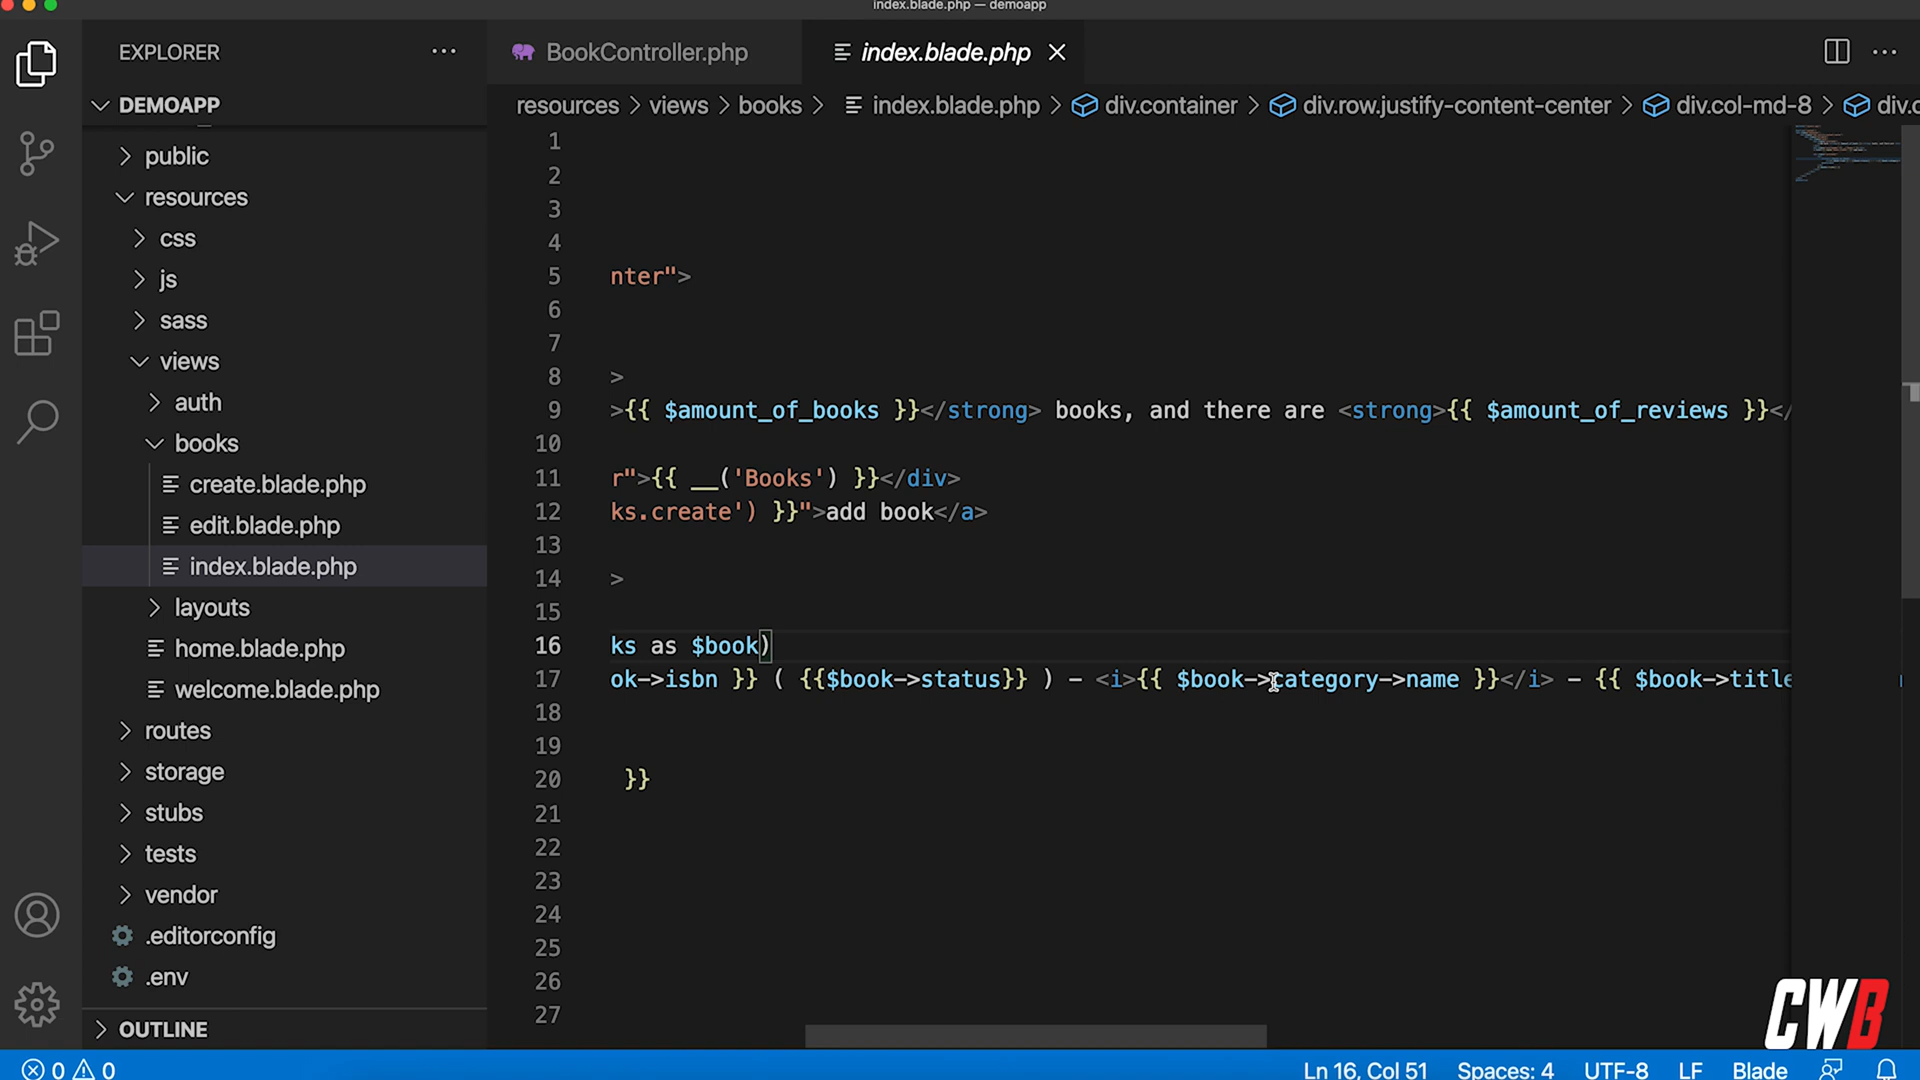 index.blade.php — demoapp
EXPLORER
DEMOAPP
public
resources
css
js
sass
views
auth
books
create.blade.php
edit.blade.php
index.blade.php
layouts
home.blade.php
welcome.blade.php
routes
storage
stubs
tests
vendor
.editorconfig
.env
OUTLINE
BookController.php
index.blade.php
resources > views > books > index.blade.php > div.container > div.row.justify-content-center > div.col-md-8 >
1
2
3
4
5 nter">
6
7
8 >
9 >{{ $amount_of_books }}</strong> books, and there are <strong>{{ $amount_of_reviews }}</
10
11 r">{{ __('Books') }}</div>
12 ks.create') }}">add book</a>
13
14 >
15
16 ks as $book)
17 ok->isbn }} ( {{$book->status}} ) - <i>{{ $book->category->name }}</i> - {{ $book->title
18
19
20 }}
21
22
23
24
25
26
27
CWB
0 0
Ln 16, Col 51 Spaces: 4 UTF-8 LF Blade